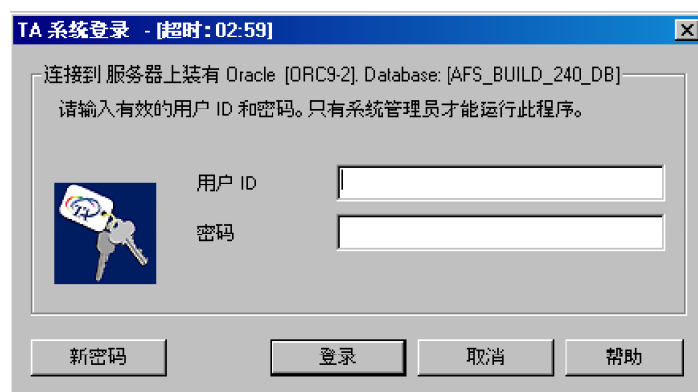 TA 系统登录 - [超时：02:59]
连接到 服务器上装有 Oracle [ORC9-2]. Database: [AFS_BUILD_240_DB]
请输入有效的用户 ID 和密码。只有系统管理员才能运行此程序。
TA
用户 ID
密码
新密码
登录
取消
帮助